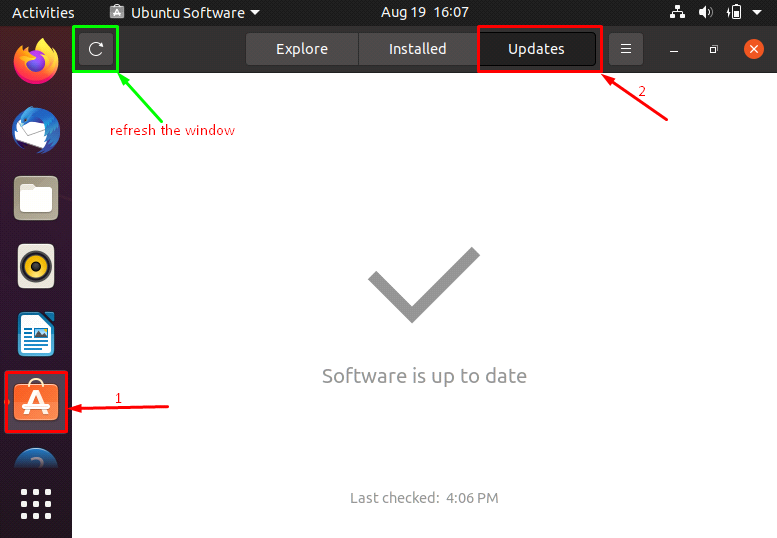 Activities
Ubuntu Software
Aug 19 16:07
Explore
Installed
Updates
2
refresh the window
Software is up to date
1
Last checked: 4:06 PM